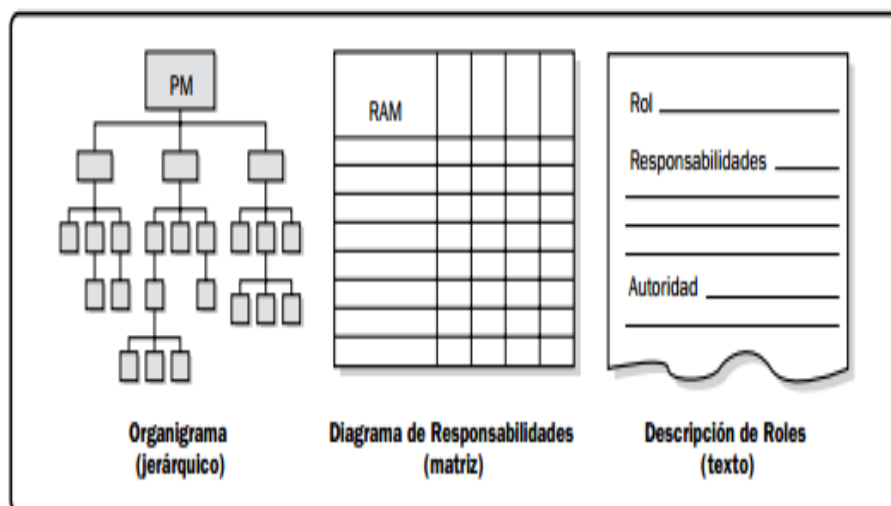 PM
Organigrama
(jerárquico)
RAM
Diagrama de Responsabilidades
(matriz)
Rol
Responsabilidades
Autoridad
Descripción de Roles
(texto)